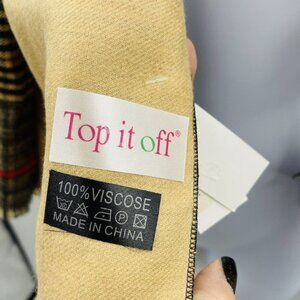 Top it off®
100% VISCOSE
P
MADE IN CHINA